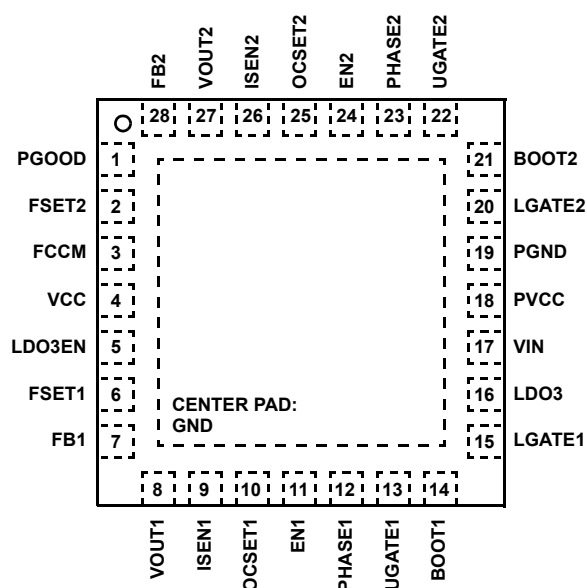 FB2
VOUT2
ISEN2
OCSET2
EN2
PHASE2
UGATE2
28 27 26 25 24 23 22
PGOOD 1
FSET2 2
FCCM 3
VCC 4
LDO3EN 5
FSET1 6
FB1 7
21 BOOT2
20 LGATE2
19 PGND
18 PVCC
17 VIN
16 LDO3
15 LGATE1
CENTER PAD:
GND
8 9 10 11 12 13 14
VOUT1
ISEN1
OCSET1
EN1
PHASE1
UGATE1
BOOT1